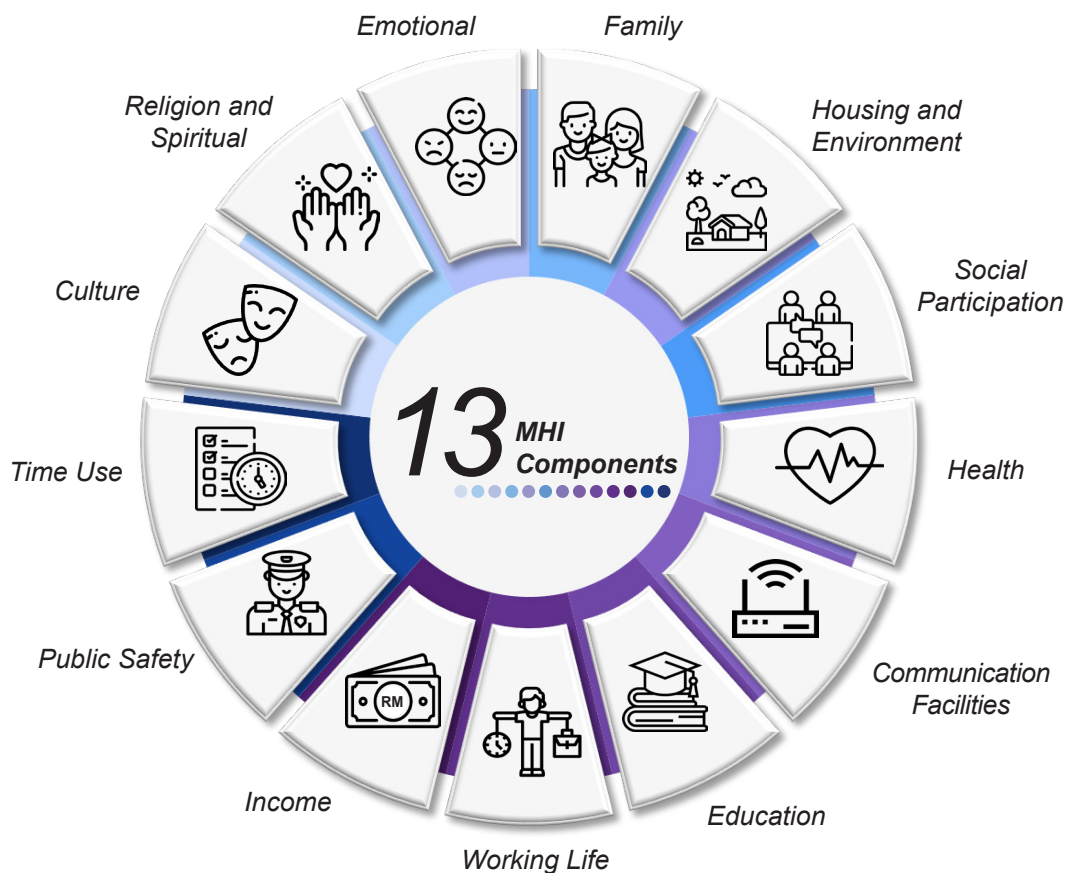 Emotional
Family
Housing and
Environment
Social
Participation
Health
Communication
Facilities
Education
Working Life
Income
RM
Public Safety
Time Use
Culture
Religion and
Spiritual
13
MHI
Components